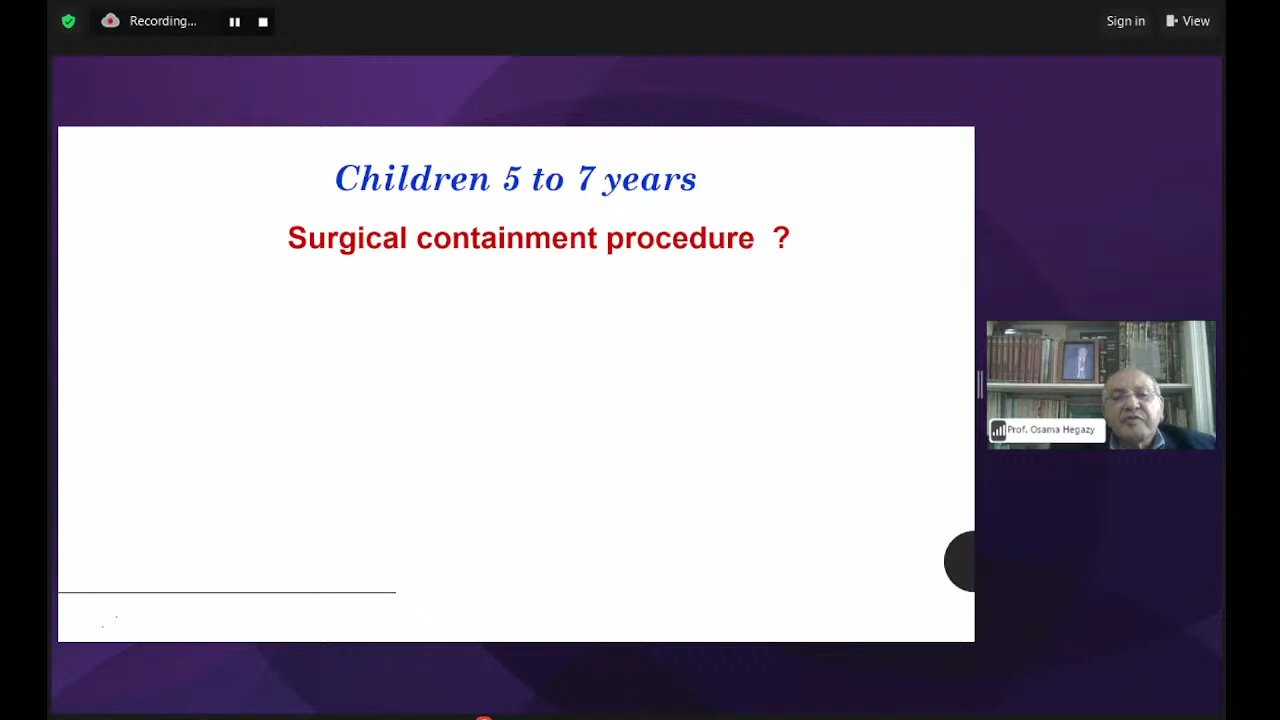 Recording...
Sign in
View
Children 5 to 7 years
Surgical containment procedure ?
Prof. Osama Hegazy